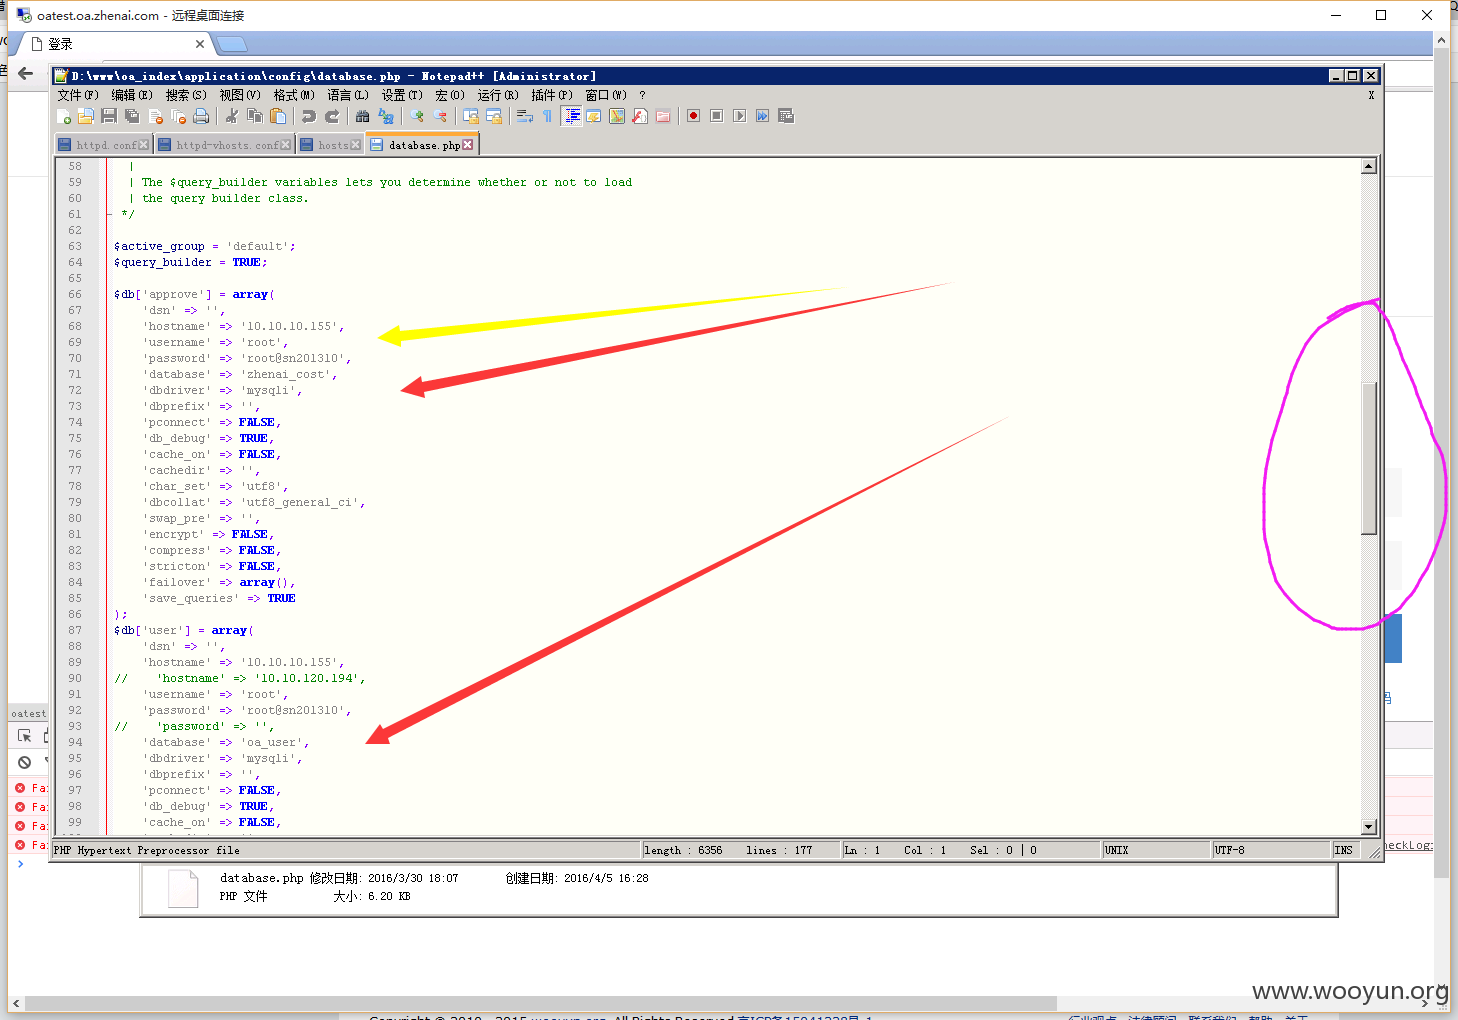 oatest.oa.zhenai.com - 远程桌面连接
登录
D:\www\oa_index\application\config\database.php - Notepad++ [Administrator]
文件(F) 编辑(E) 搜索(S) 视图(V) 格式(M) 语言(L) 设置(T) 宏(O) 运行(R) 插件(P) 窗口(W) ? X
httpd.conf httpd-vhosts.conf hosts database.php
58 |
59 | The $query_builder variables lets you determine whether or not to load
60 | the query builder class.
61 */
62
63 $active_group = 'default';
64 $query_builder = TRUE;
65
66 $db['approve'] = array(
67 'dsn' => '',
68 'hostname' => '10.10.10.155',
69 'username' => 'root',
70 'password' => 'root@sn201310',
71 'database' => 'zhenai_cost',
72 'dbdriver' => 'mysqli',
73 'dbprefix' => '',
74 'pconnect' => FALSE,
75 'db_debug' => TRUE,
76 'cache_on' => FALSE,
77 'cachedir' => '',
78 'char_set' => 'utf8',
79 'dbcollat' => 'utf8_general_ci',
80 'swap_pre' => '',
81 'encrypt' => FALSE,
82 'compress' => FALSE,
83 'stricton' => FALSE,
84 'failover' => array(),
85 'save_queries' => TRUE
86 );
87 $db['user'] = array(
88 'dsn' => '',
89 'hostname' => '10.10.10.155',
90 // 'hostname' => '10.10.120.194',
91 'username' => 'root',
92 'password' => 'root@sn201310',
93 // 'password' => '',
94 'database' => 'oa_user',
95 'dbdriver' => 'mysqli',
96 'dbprefix' => '',
97 'pconnect' => FALSE,
98 'db_debug' => TRUE,
99 'cache_on' => FALSE,
码
oatest
Fa
Fa
Fa
Fa
PHP Hypertext Preprocessor file length : 6356 lines : 177 Ln : 1 Col : 1 Sel : 0 | 0 UNIX UTF-8 INS
database.php 修改日期: 2016/3/30 18:07 创建日期: 2016/4/5 16:28
PHP 文件 大小: 6.20 KB
www.wooyun.org